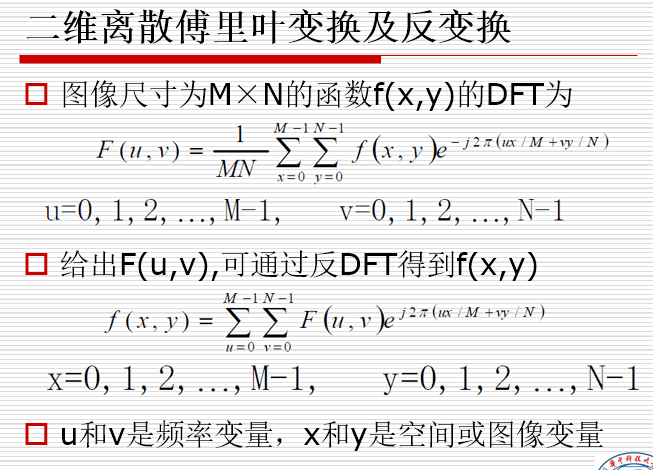 二维离散傅里叶变换及反变换
图像尺寸为M×N的函数f(x,y)的DFT为
F(u,v) = \frac{1}{MN} \sum_{x=0}^{M-1} \sum_{y=0}^{N-1} f(x,y)e^{-j2π(ux/M+vy/N)}
u=0,1,2,...,M-1, v=0,1,2,...,N-1
给出F(u,v),可通过反DFT得到f(x,y)
f(x,y) = \sum_{u=0}^{M-1} \sum_{v=0}^{N-1} F(u,v)e^{j2π(ux/M+vy/N)}
x=0,1,2,...,M-1, y=0,1,2,...,N-1
u和v是频率变量，x和y是空间或图像变量